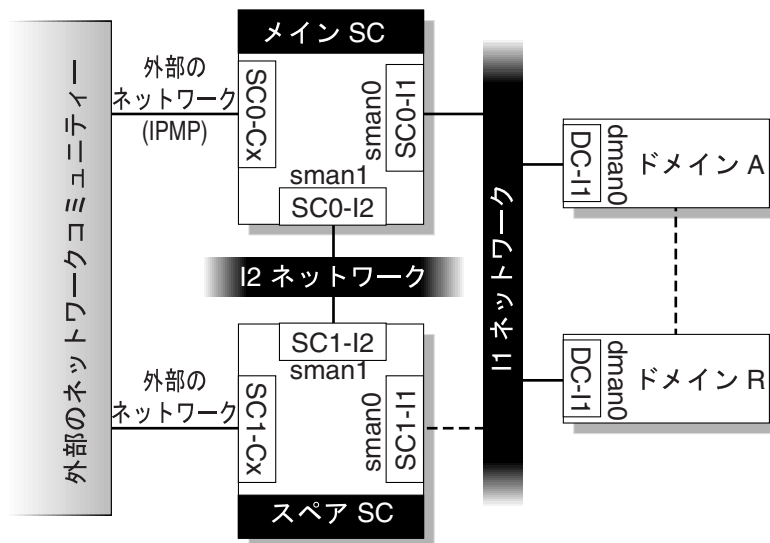 外部のネットワークコミュニティー
外部の
ネットワーク
(IPMP)
メイン SC
SC0-Cx
sman0
SC0-I1
sman1
SC0-I2
I2 ネットワーク
SC1-I2
sman1
外部の
ネットワーク
SC1-Cx
sman0
SC1-I1
スペア SC
I1 ネットワーク
DC-I1
dman0
ドメイン A
DC-I1
dman0
ドメイン R